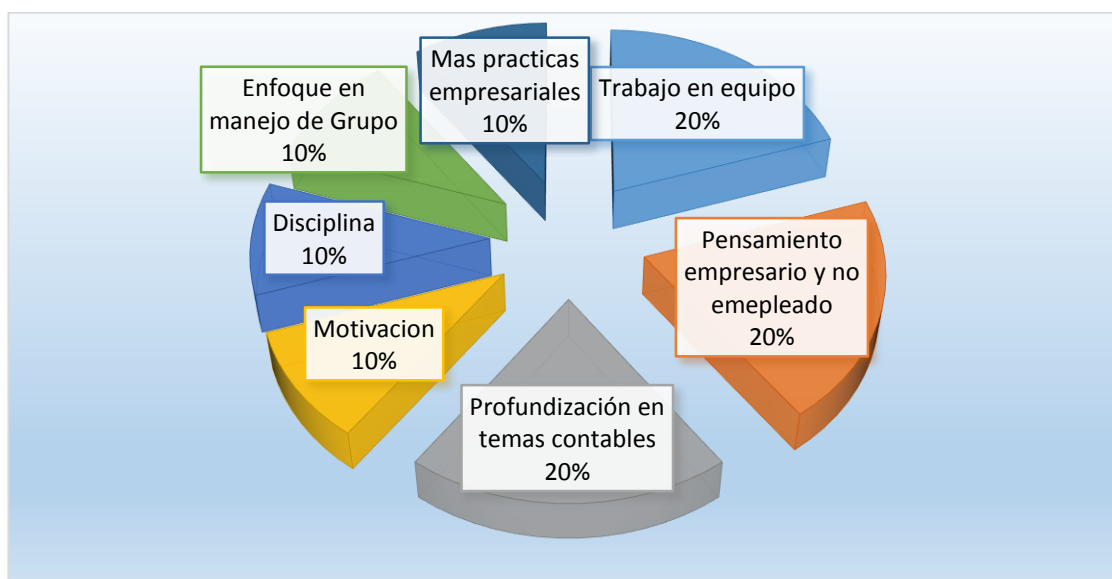 Mas practicas
empresariales
10%
Trabajo en equipo
20%
Pensamiento
empresario y no
emepleado
20%
Profundización en
temas contables
20%
Motivacion
10%
Disciplina
10%
Enfoque en
manejo de Grupo
10%